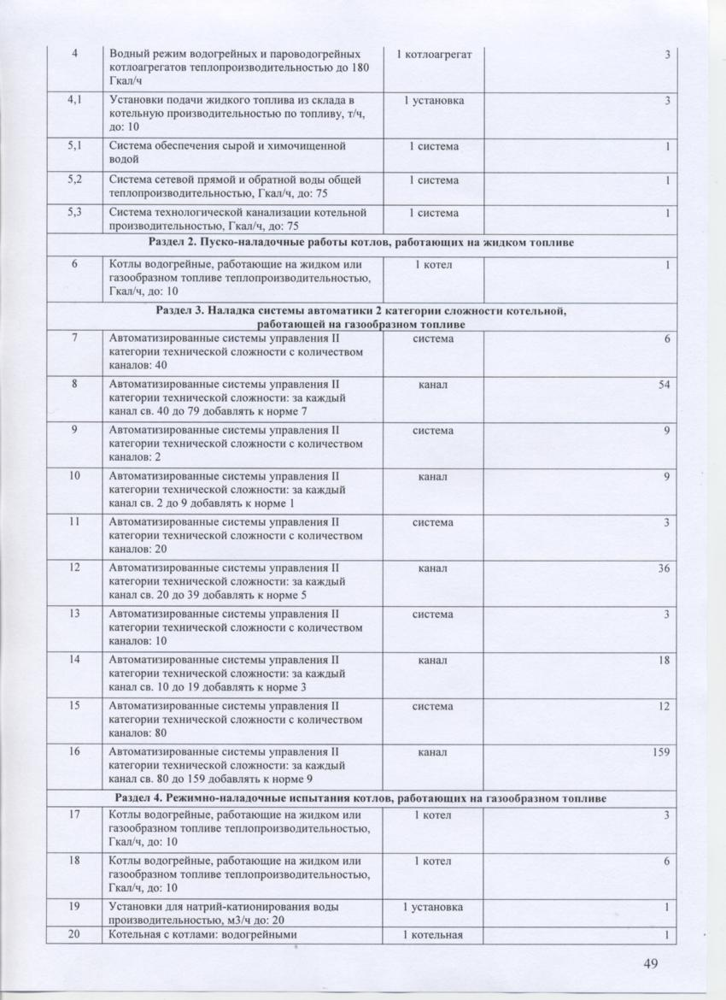 4 Водный режим водогрейных и пароводогрейных 1 котлоагрегат 3
котлоагрегатов теплопроизводительностью до 180
Гкал/ч
4,1 Установки подачи жидкого топлива из склада в 1 установка 3
котельную производительностью по топливу, т/ч,
до: 10
5,1 Система обеспечения сырой и химочищенной 1 система 1
водой
5,2 Система сетевой прямой и обратной воды общей 1 система 1
теплопроизводительностью, Гкал/ч, до: 75
5,3 Система технологической канализации котельной 1 система 1
производительностью, Гкал/ч, до: 75
Раздел 2. Пуско-наладочные работы котлов, работающих на жидком топливе
6 Котлы водогрейные, работающие на жидком или 1 котел 1
газообразном топливе теплопроизводительностью,
Гкал/ч, до: 10
Раздел 3. Наладка системы автоматики 2 категории сложности котельной,
работающей на газообразном топливе
7 Автоматизированные системы управления II система 6
категории технической сложности с количеством
каналов: 40
8 Автоматизированные системы управления II канал 54
категории технической сложности: за каждый
канал св. 40 до 79 добавлять к норме 7
9 Автоматизированные системы управления II система 9
категории технической сложности с количеством
каналов: 2
10 Автоматизированные системы управления II канал 9
категории технической сложности: за каждый
канал св. 2 до 9 добавлять к норме 1
11 Автоматизированные системы управления II система 3
категории технической сложности с количеством
каналов: 20
12 Автоматизированные системы управления II канал 36
категории технической сложности: за каждый
канал св. 20 до 39 добавлять к норме 5
13 Автоматизированные системы управления II система 3
категории технической сложности с количеством
каналов: 10
14 Автоматизированные системы управления II канал 18
категории технической сложности: за каждый
канал св. 10 до 19 добавлять к норме 3
15 Автоматизированные системы управления II система 12
категории технической сложности с количеством
каналов: 80
16 Автоматизированные системы управления II канал 159
категории технической сложности: за каждый
канал св. 80 до 159 добавлять к норме 9
Раздел 4. Режимно-наладочные испытания котлов, работающих на газообразном топливе
17 Котлы водогрейные, работающие на жидком или 1 котел 3
газообразном топливе теплопроизводительностью,
Гкал/ч, до: 10
18 Котлы водогрейные, работающие на жидком или 1 котел 6
газообразном топливе теплопроизводительностью,
Гкал/ч, до: 10
19 Установки для натрий-катионирования воды 1 установка 1
производительностью, м3/ч до: 20
20 Котельная с котлами: водогрейными 1 котельная 1
49